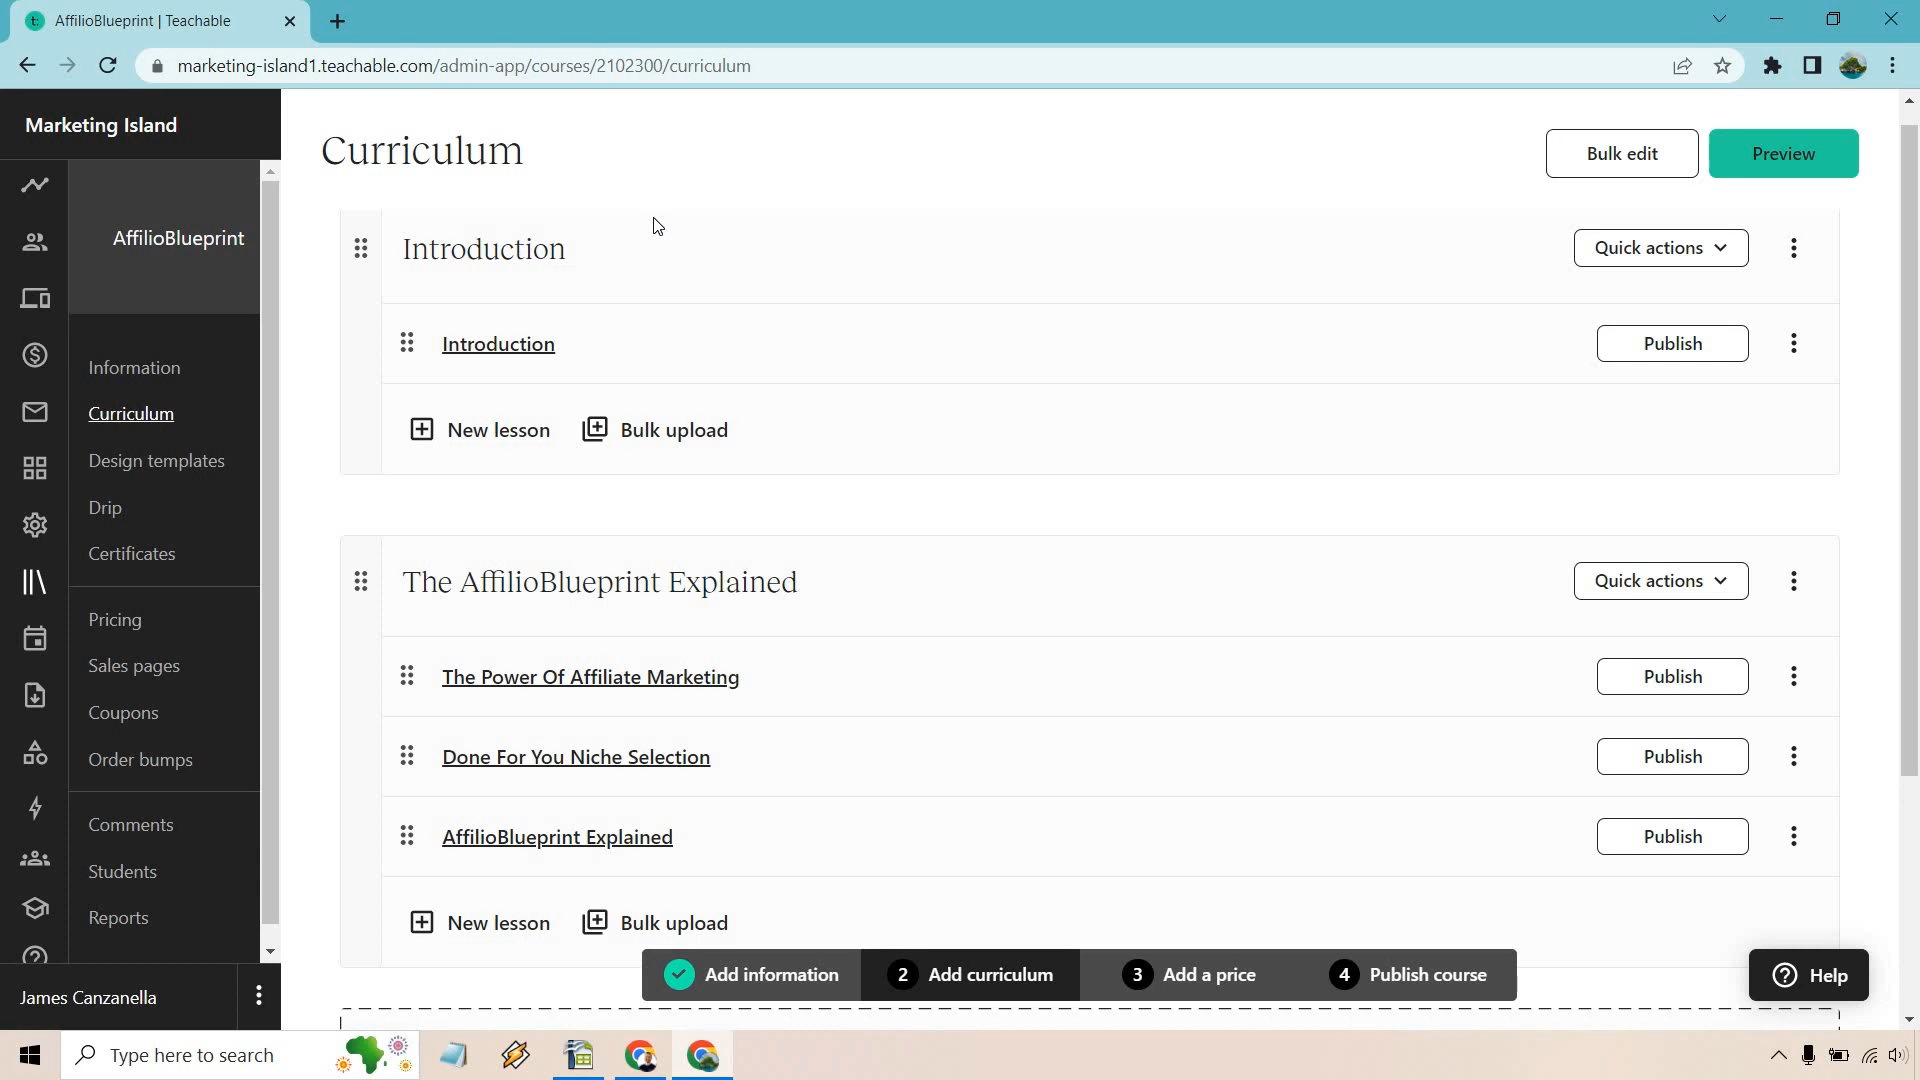 AffilioBlueprint | Teachable
marketing-island1.teachable.com/admin-app/courses/2102300/curriculum
Marketing Island
AffilioBlueprint
Information
Curriculum
Design templates
Drip
Certificates
Pricing
Sales pages
Coupons
Order bumps
Comments
Students
Reports
James Canzanella
Curriculum
Bulk edit
Preview
Introduction
Quick actions
Introduction
Publish
New lesson
Bulk upload
The AffilioBlueprint Explained
Quick actions
The Power Of Affiliate Marketing
Publish
Done For You Niche Selection
Publish
AffilioBlueprint Explained
Publish
New lesson
Bulk upload
Add information
2 Add curriculum
3 Add a price
4 Publish course
Help
Type here to search